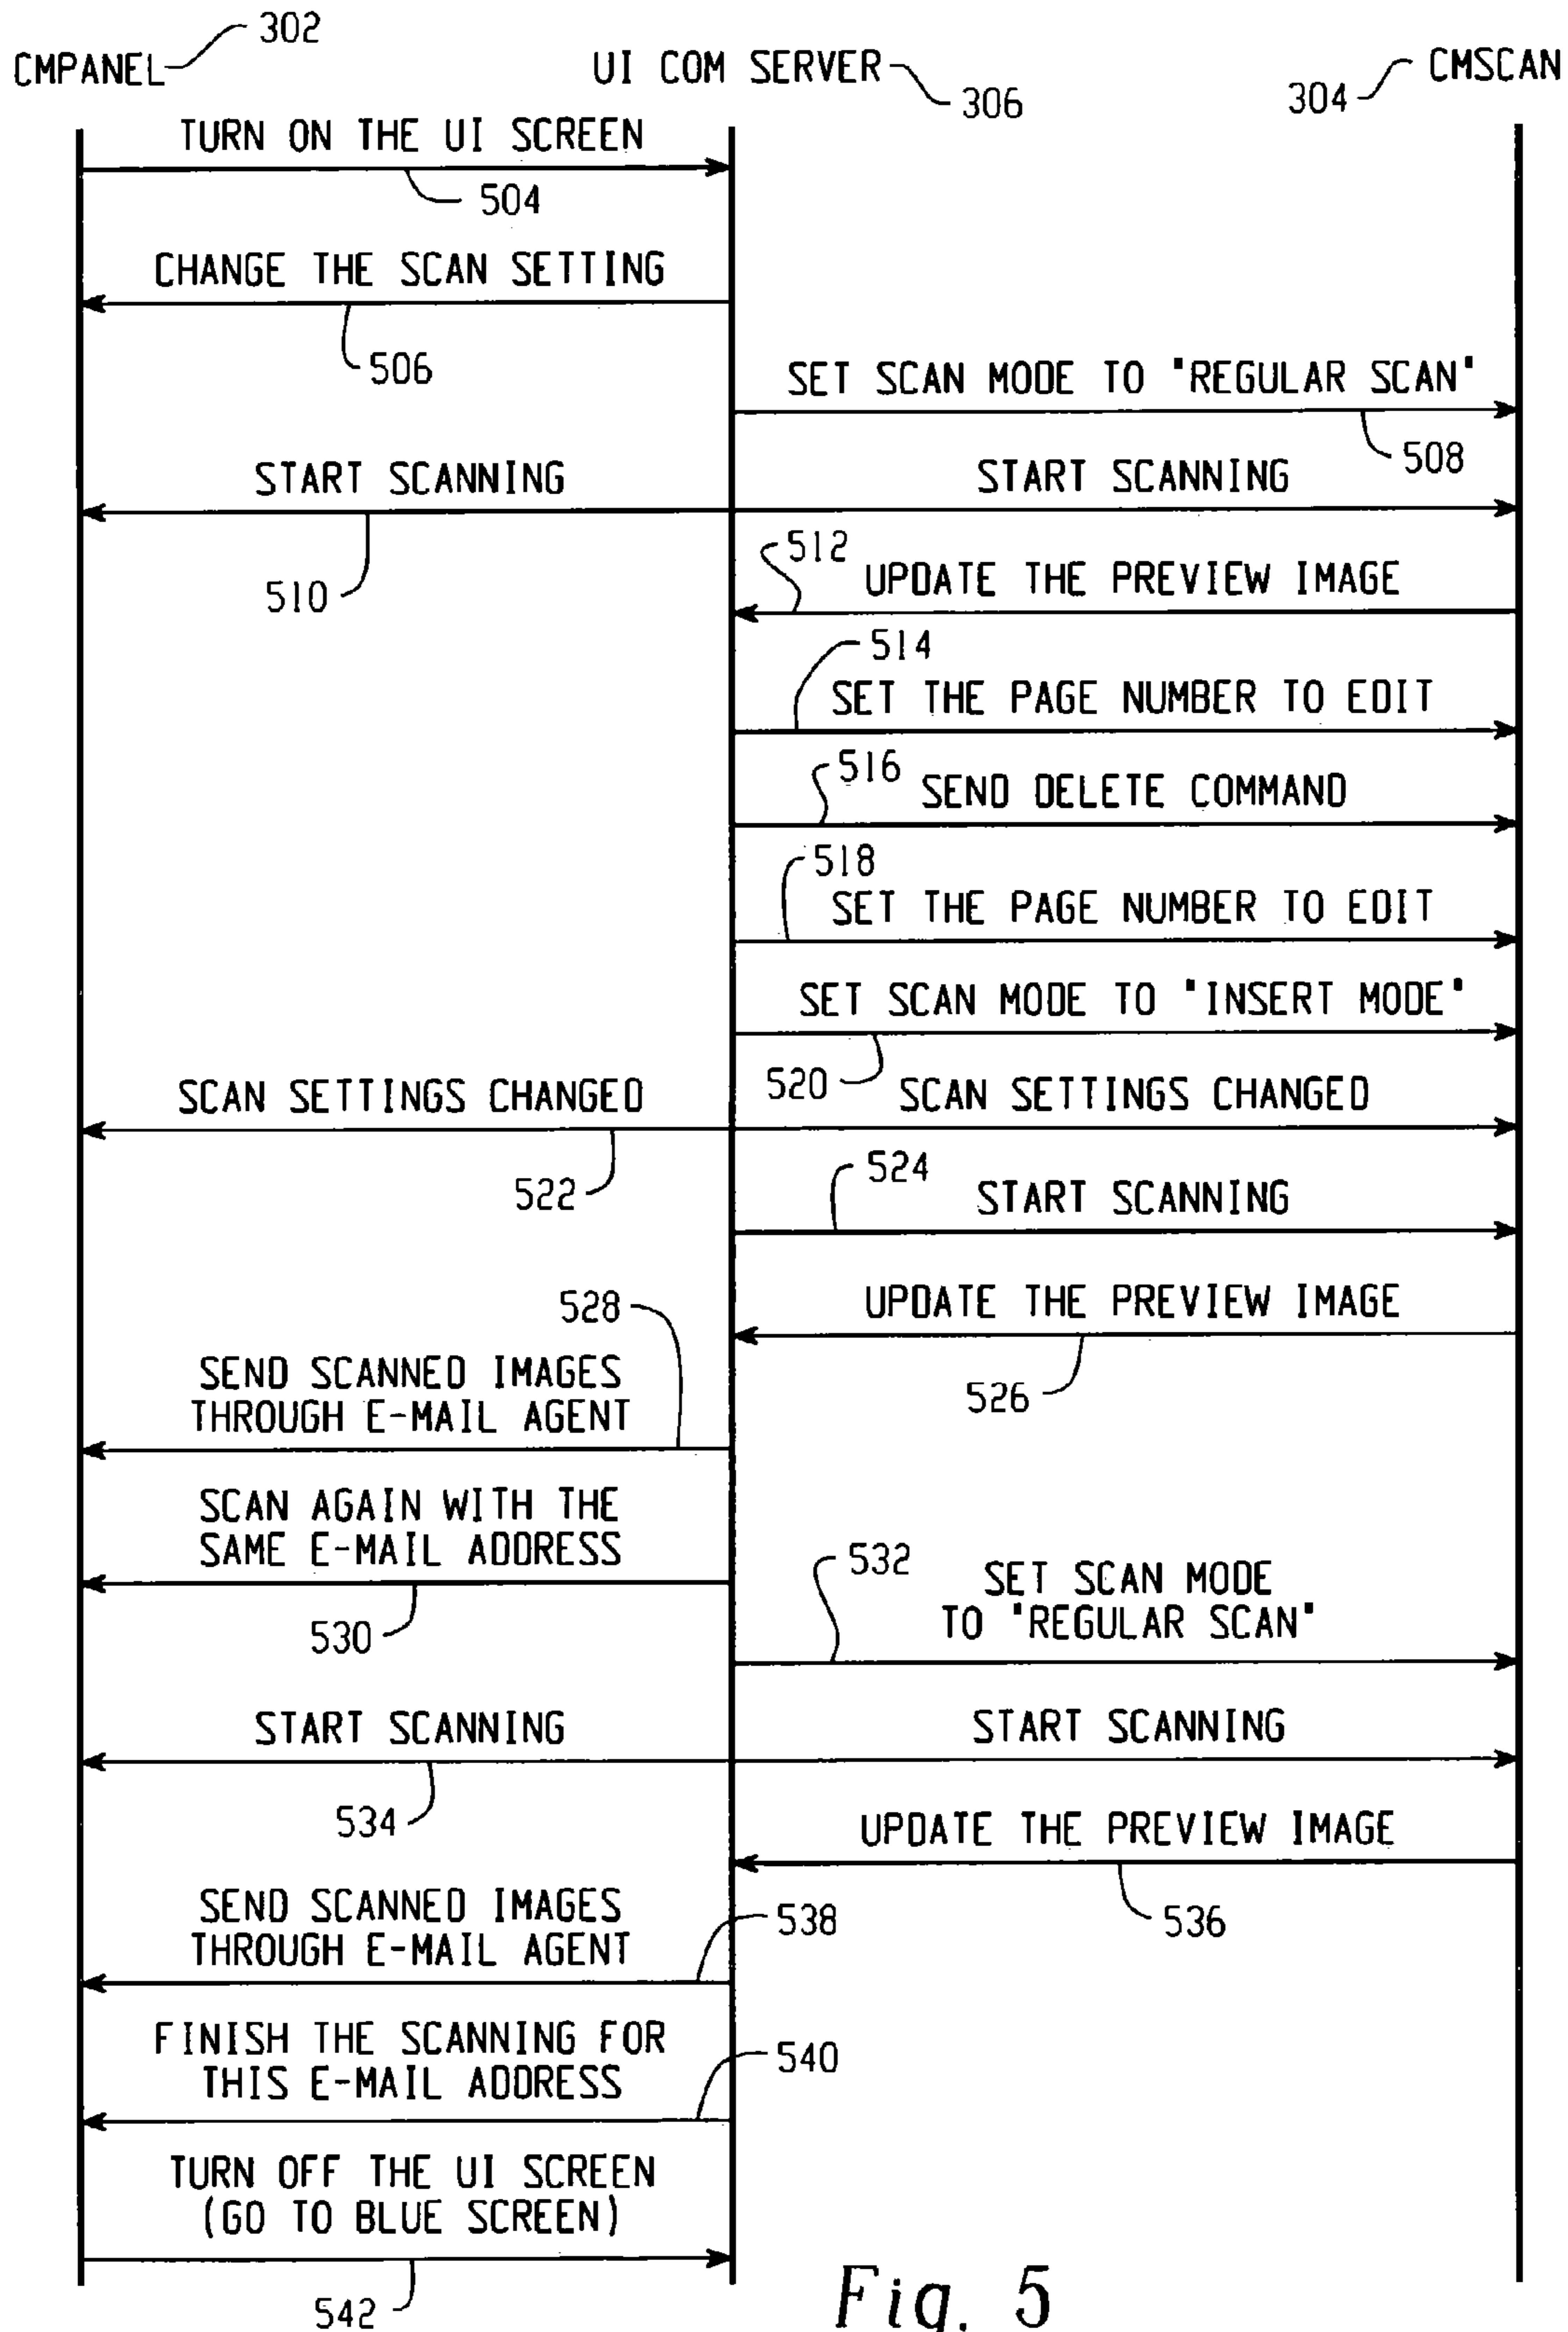 302
CMPANEL
UI COM SERVER
306
304
CMSCAN
TURN ON THE UI SCREEN
504
CHANGE THE SCAN SETTING
506
SET SCAN MODE TO "REGULAR SCAN"
508
START SCANNING
START SCANNING
510
512
UPDATE THE PREVIEW IMAGE
514
SET THE PAGE NUMBER TO EDIT
516
SEND DELETE COMMAND
518
SET THE PAGE NUMBER TO EDIT
SET SCAN MODE TO "INSERT MODE"
520
SCAN SETTINGS CHANGED
SCAN SETTINGS CHANGED
522
524
START SCANNING
UPDATE THE PREVIEW IMAGE
526
528
SEND SCANNED IMAGES
THROUGH E-MAIL AGENT
SCAN AGAIN WITH THE
SAME E-MAIL ADDRESS
530
532
SET SCAN MODE
TO "REGULAR SCAN"
START SCANNING
START SCANNING
534
UPDATE THE PREVIEW IMAGE
536
SEND SCANNED IMAGES
THROUGH E-MAIL AGENT
538
FINISH THE SCANNING FOR
THIS E-MAIL ADDRESS
540
TURN OFF THE UI SCREEN
(GO TO BLUE SCREEN)
542
Fig. 5